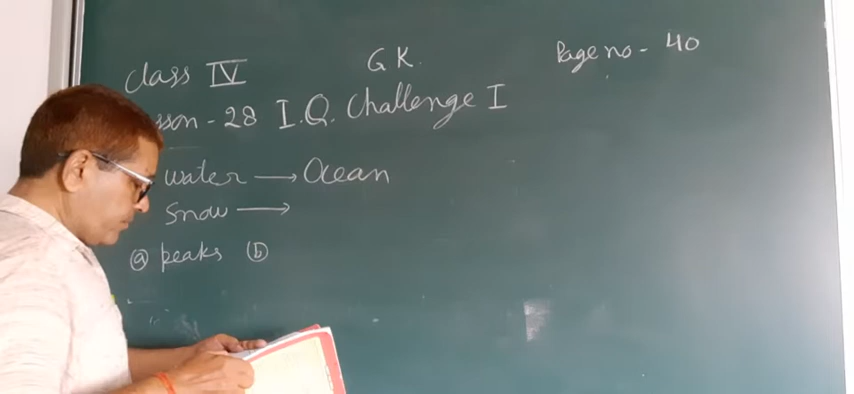 Class IV G K. Page no - 40
sson - 28 I.Q. Challenge I
water → Ocean
Snow →
ⓐ peaks ⓑ